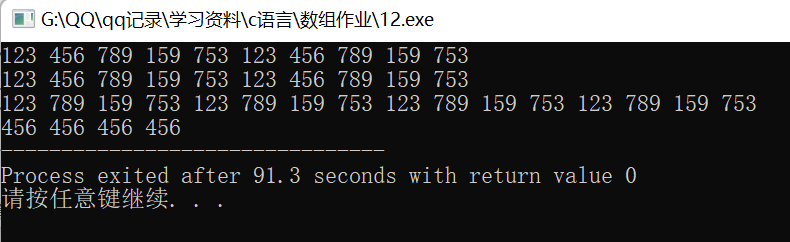 G:\QQ\qq记录\学习资料\c语言\数组作业\12.exe
123 456 789 159 753 123 456 789 159 753
123 456 789 159 753 123 456 789 159 753
123 789 159 753 123 789 159 753 123 789 159 753 123 789 159 753
456 456 456 456
--------------------------------
Process exited after 91.3 seconds with return value 0
请按任意键继续. . .